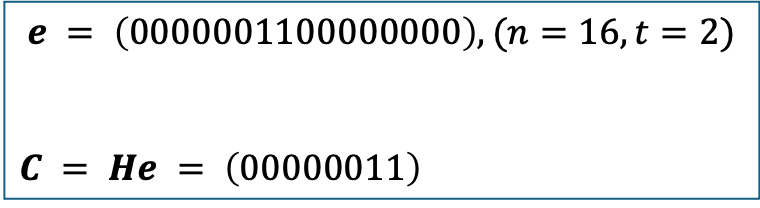 e = (0000001100000000), (n = 16, t = 2)
C = He = (00000011)